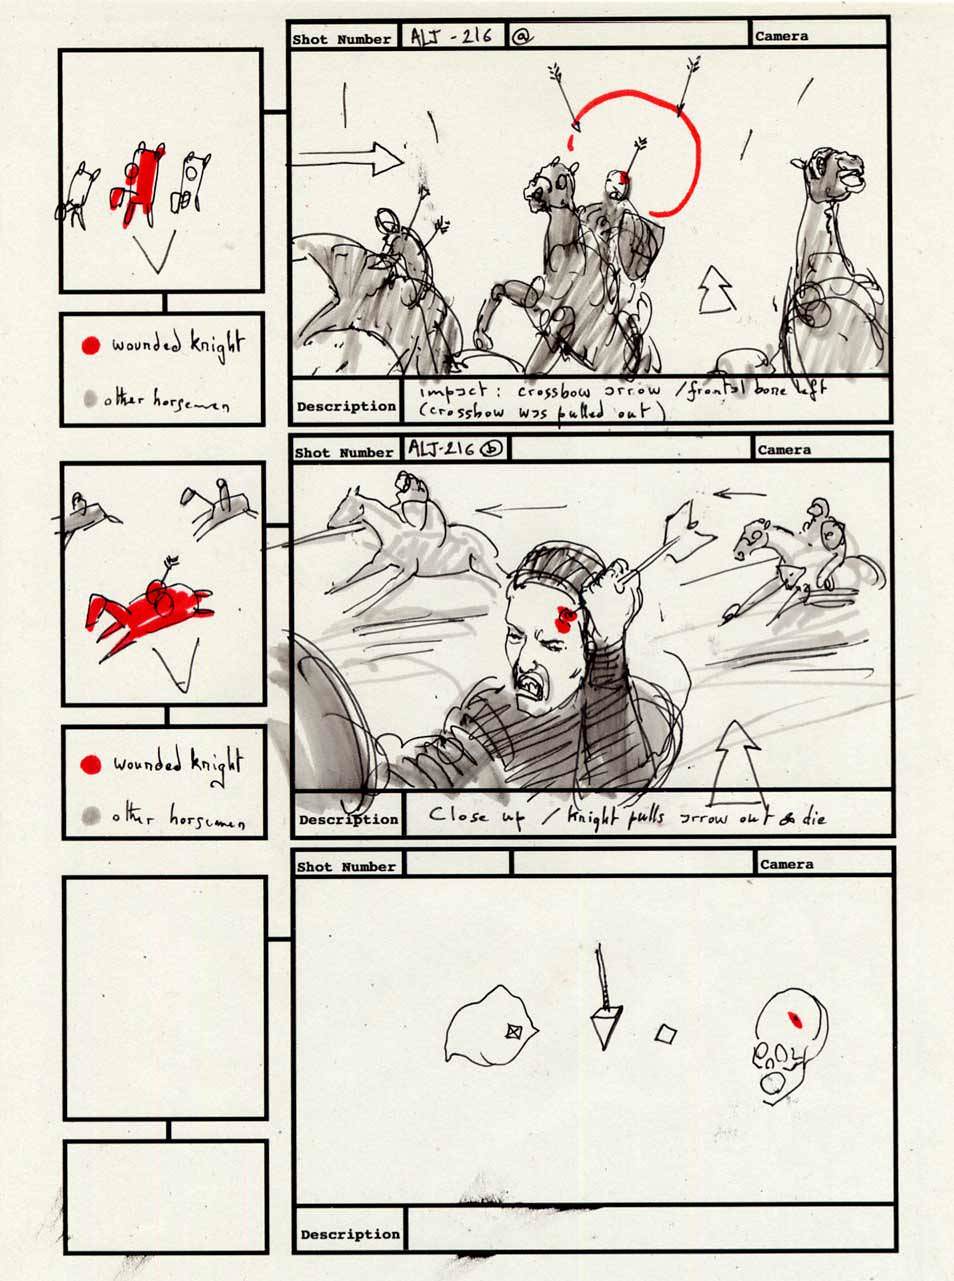 Shot Number ALJ-216 @ Camera
wounded knight
other horsemen
Description impact: crossbow arrow / frontal bone left
(crossbow was pulled out)
Shot Number ALJ-216 b Camera
wounded knight
other horsemen
Description Close up / knight pulls arrow out & die
Shot Number Camera
Description